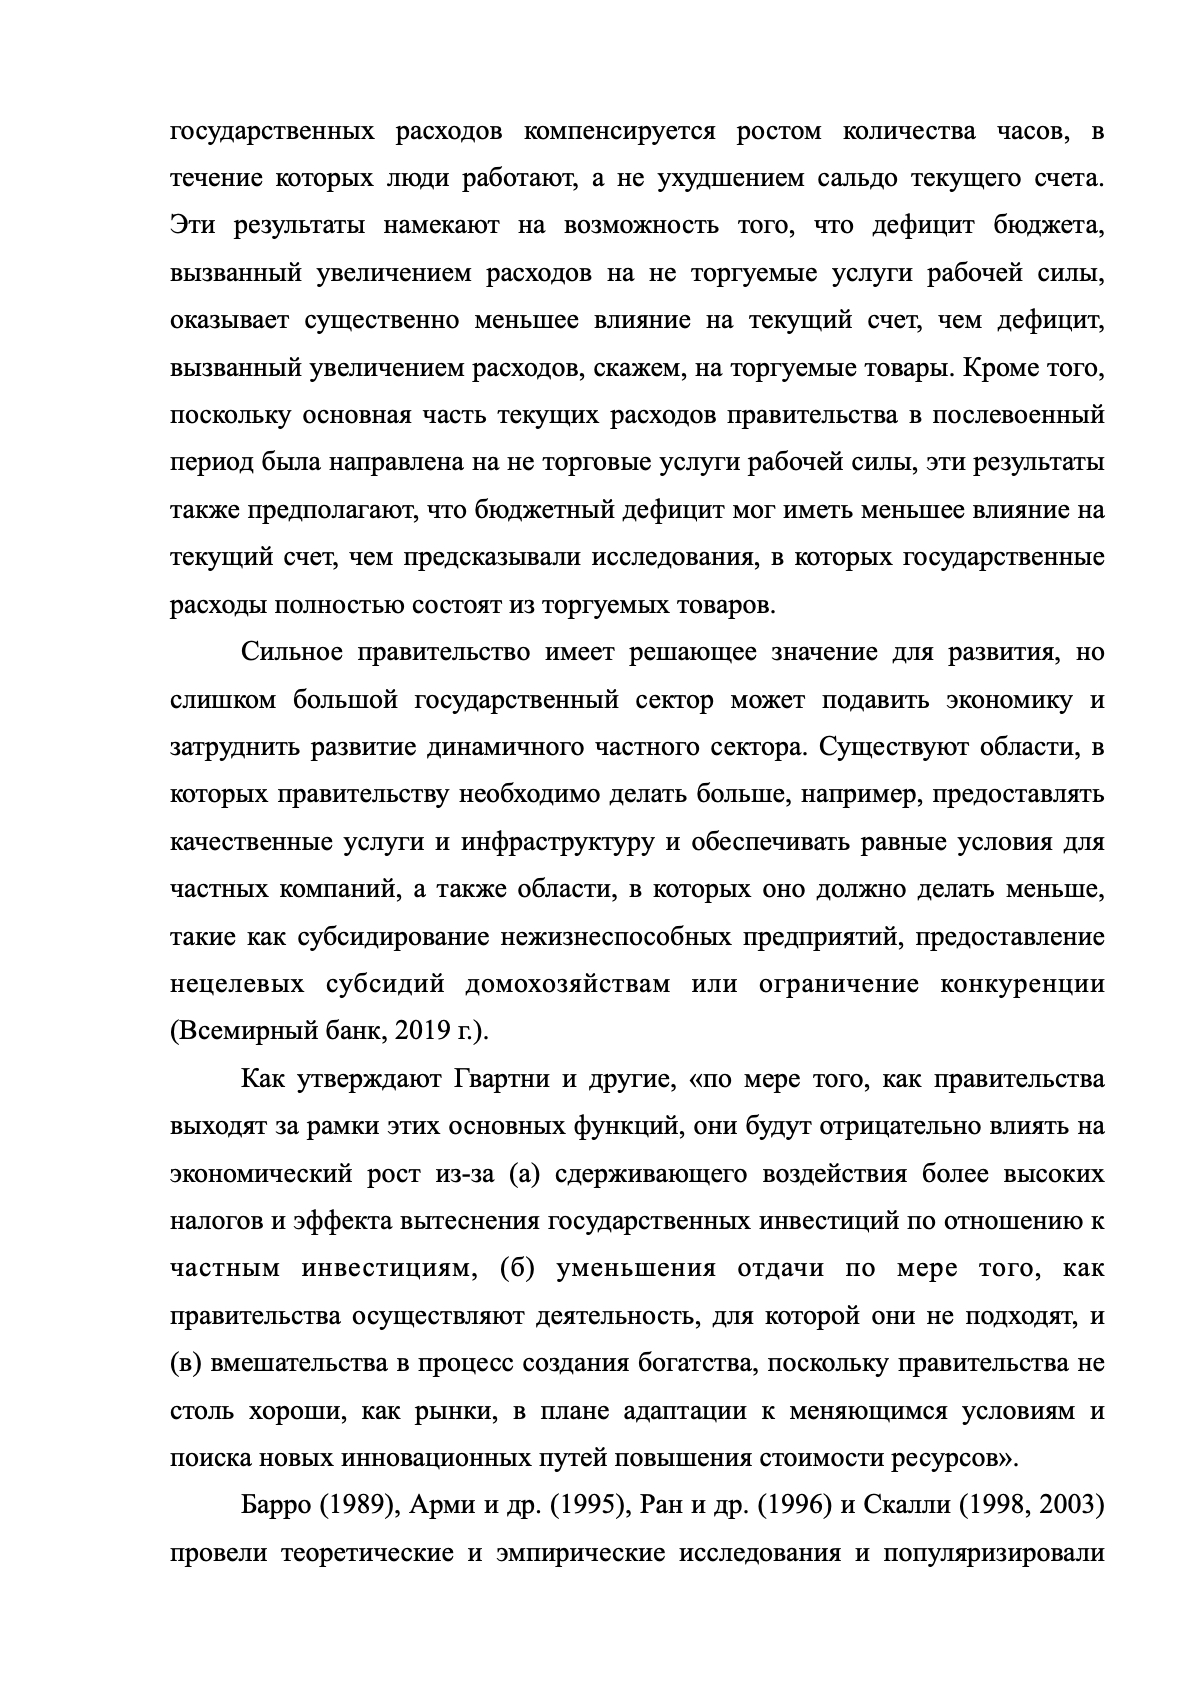 государственных расходов компенсируется ростом количества часов, в
течение которых люди работают, а не ухудшением сальдо текущего счета.
Эти результаты намекают на возможность того, что дефицит бюджета,
вызванный увеличением расходов на не торгуемые услуги рабочей силы,
оказывает существенно меньшее влияние на текущий счет, чем дефицит,
вызванный увеличением расходов, скажем, на торгуемые товары. Кроме того,
поскольку основная часть текущих расходов правительства в послевоенный
период была направлена на не торговые услуги рабочей силы, эти результаты
также предполагают, что бюджетный дефицит мог иметь меньшее влияние на
текущий счет, чем предсказывали исследования, в которых государственные
расходы полностью состоят из торгуемых товаров.
Сильное правительство имеет решающее значение для развития, но
слишком большой государственный сектор может подавить экономику и
затруднить развитие динамичного частного сектора. Существуют области, в
которых правительству необходимо делать больше, например, предоставлять
качественные услуги и инфраструктуру и обеспечивать равные условия для
частных компаний, а также области, в которых оно должно делать меньше,
такие как субсидирование нежизнеспособных предприятий, предоставление
нецелевых субсидий домохозяйствам или ограничение конкуренции
(Всемирный банк, 2019 г.).
Как утверждают Гвартни и другие, «по мере того, как правительства
выходят за рамки этих основных функций, они будут отрицательно влиять на
экономический рост из-за (а) сдерживающего воздействия более высоких
налогов и эффекта вытеснения государственных инвестиций по отношению к
частным инвестициям, (б) уменьшения отдачи по мере того, как
правительства осуществляют деятельность, для которой они не подходят, и
(в) вмешательства в процесс создания богатства, поскольку правительства не
столь хороши, как рынки, в плане адаптации к меняющимся условиям и
поиска новых инновационных путей повышения стоимости ресурсов».
Барро (1989), Арми и др. (1995), Ран и др. (1996) и Скалли (1998, 2003)
провели теоретические и эмпирические исследования и популяризировали